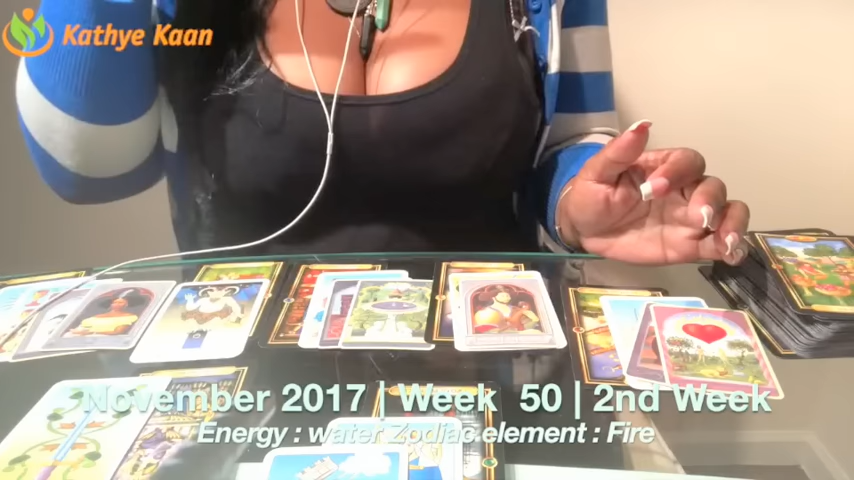 Kathye Kaan
November 2017 | Week  50 | 2nd Week
Energy : water Zodiac element : Fire